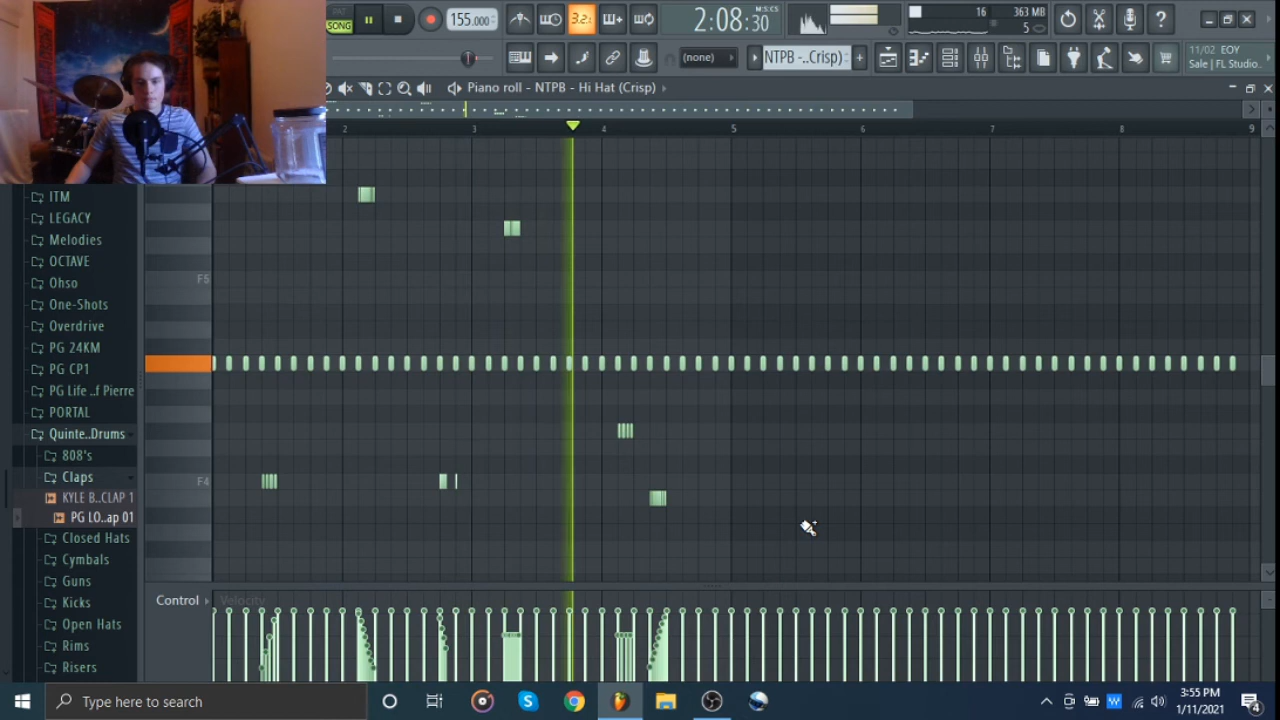 PAT
SONG
155.000
3.2
2:08:30
M:S:CS
16
363 MB
5
(none)
NTPB -..Crisp)
11/02 EOY
Sale | FL Studio..
Piano roll - NTPB - Hi Hat (Crisp)
2 3 4 5 6 7 8 9
ITM
LEGACY
Melodies
OCTAVE
Ohso
One-Shots
Overdrive
PG 24KM
PG CP1
PG Life ..f Pierre
PORTAL
Quinte..Drums
808's
Claps
KYLE B..CLAP 1
PG LO..ap 01
Closed Hats
Cymbals
Guns
Kicks
Open Hats
Rims
Risers
F5
F4
Control
Velocity
Type here to search
3:55 PM
1/11/2021
4